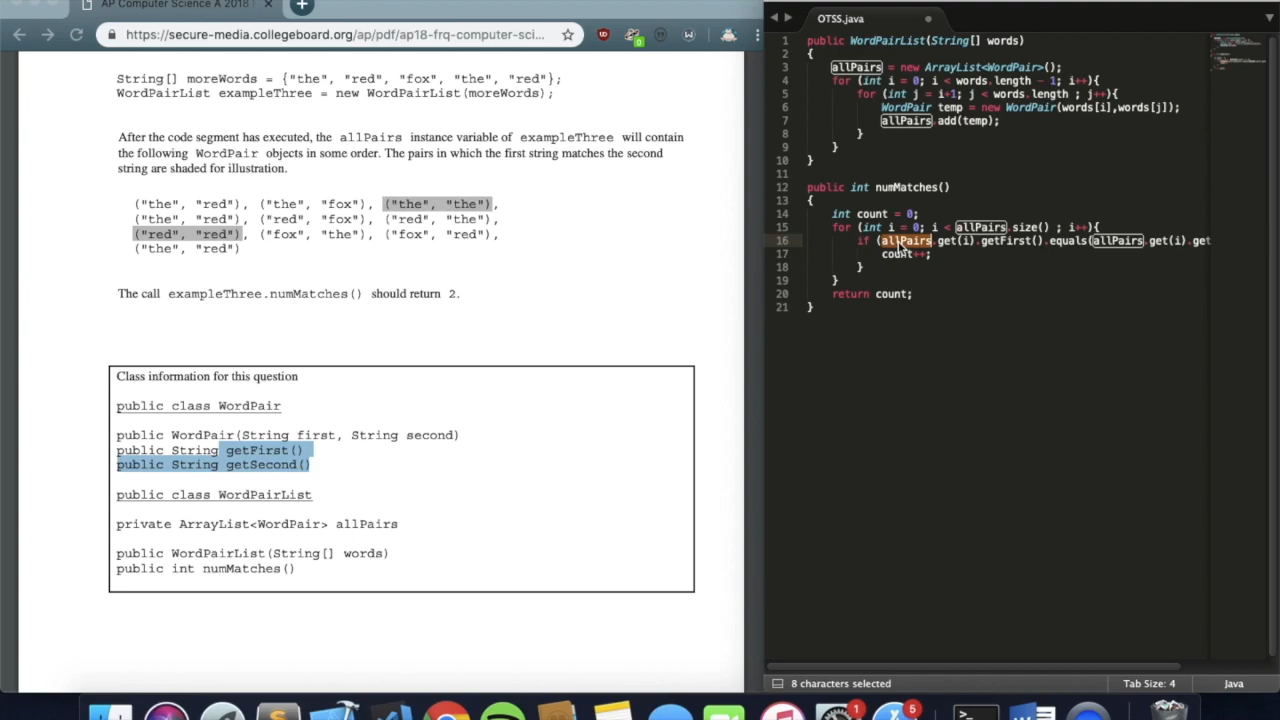 AP Computer Science A 2018
https://secure-media.collegeboard.org/ap/pdf/ap18-frq-computer-sci...
String[] moreWords = {"the", "red", "fox", "the", "red"};
WordPairList exampleThree = new WordPairList(moreWords);
After the code segment has executed, the allPairs instance variable of exampleThree will contain
the following WordPair objects in some order. The pairs in which the first string matches the second
string are shaded for illustration.
("the", "red"), ("the", "fox"), ("the", "the"),
("the", "red"), ("red", "fox"), ("red", "the"),
("red", "red"), ("fox", "the"), ("fox", "red"),
("the", "red")
The call exampleThree.numMatches() should return 2.
Class information for this question
public class WordPair
public WordPair(String first, String second)
public String getFirst()
public String getSecond()
public class WordPairList
private ArrayList<WordPair> allPairs
public WordPairList(String[] words)
public int numMatches()
OTSS.java
1 public WordPairList(String[] words)
2 {
3 allPairs = new ArrayList<WordPair>();
4 for (int i = 0; i < words.length - 1; i++){
5 for (int j = i+1; j < words.length ; j++){
6 WordPair temp = new WordPair(words[i],words[j]);
7 allPairs.add(temp);
8 }
9 }
10 }
11
12 public int numMatches()
13 {
14 int count = 0;
15 for (int i = 0; i < allPairs.size() ; i++){
16 if (allPairs.get(i).getFirst().equals(allPairs.get(i).get
17 count++;
18 }
19 }
20 return count;
21 }
8 characters selected
Tab Size: 4
Java
1
5